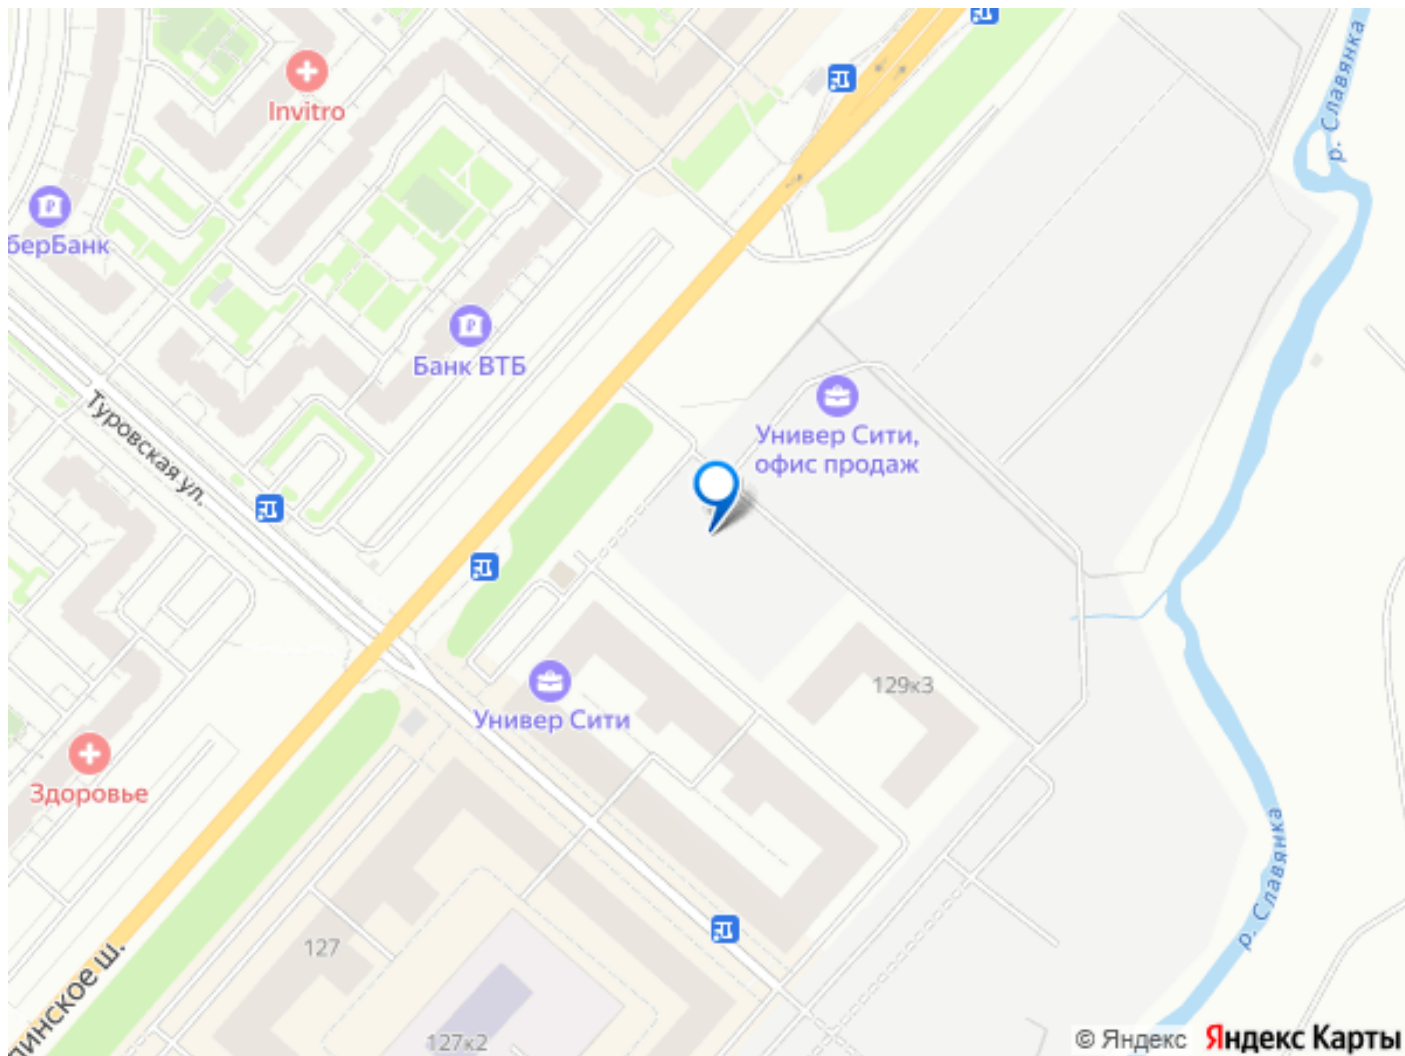 р. Славянка
Invitro
берБанк
Банк ВТБ
Туровская ул.
Универ Сити,
офис продаж
129к3
Универ Сити
Здоровье
р. Славянка
127
линское ш.
127к2
© Яндекс Яндекс Карты